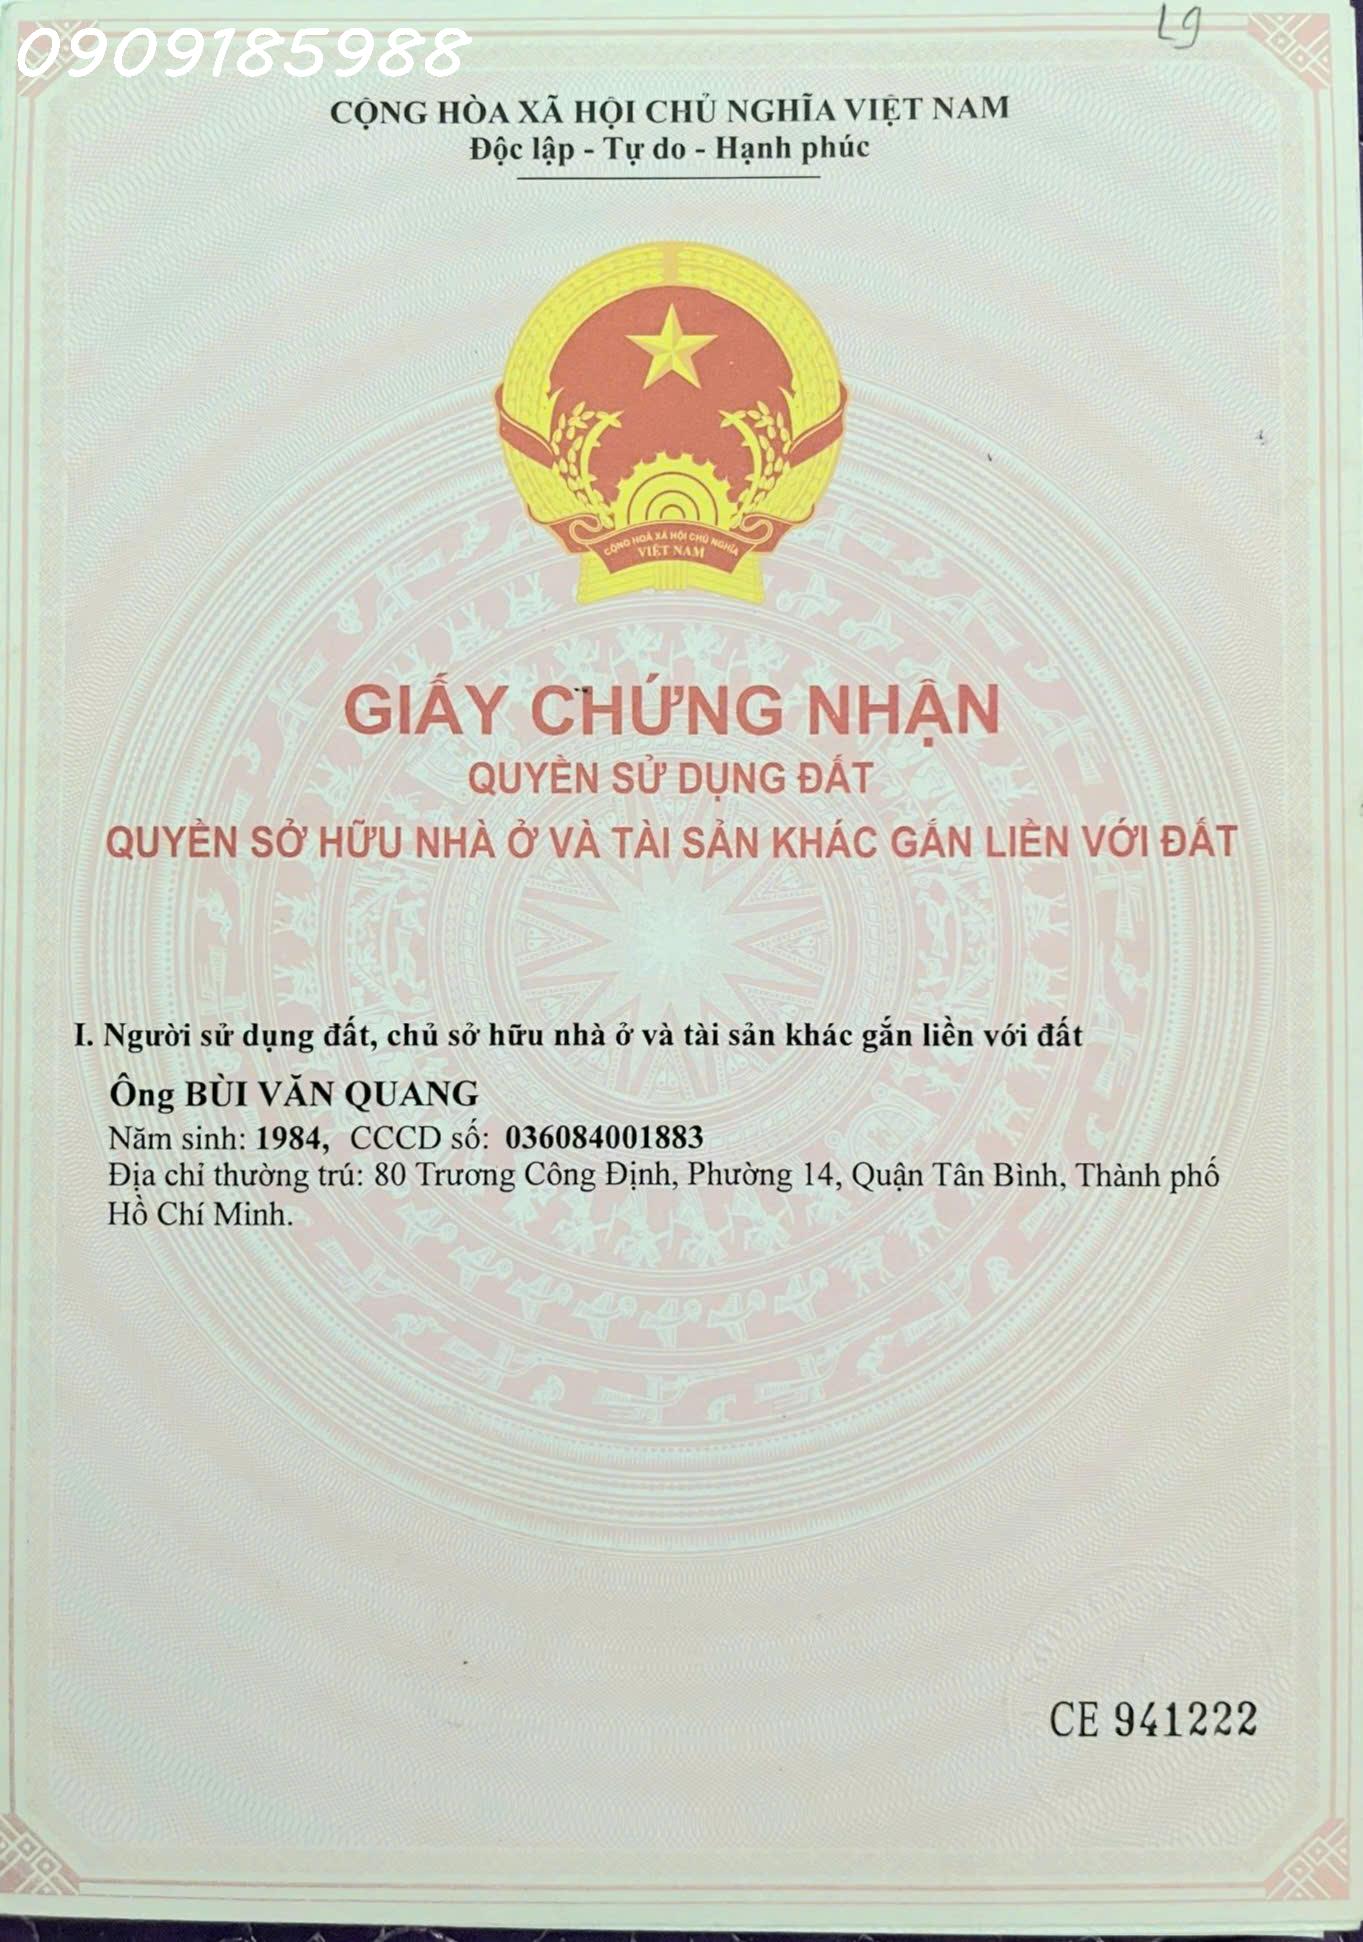 0909185988
Lg
CỘNG HÒA XÃ HỘI CHỦ NGHĨA VIỆT NAM
Độc lập - Tự do - Hạnh phúc
CỘNG HOÀ XÃ HỘI CHỦ NGHĨA
VIỆT NAM
GIẤY CHỨNG NHẬN
QUYỀN SỬ DỤNG ĐẤT
QUYỀN SỞ HỮU NHÀ Ở VÀ TÀI SẢN KHÁC GẮN LIỀN VỚI ĐẤT
I. Người sử dụng đất, chủ sở hữu nhà ở và tài sản khác gắn liền với đất
Ông BÙI VĂN QUANG
Năm sinh: 1984, CCCD số: 036084001883
Địa chỉ thường trú: 80 Trương Công Định, Phường 14, Quận Tân Bình, Thành phố
Hồ Chí Minh.
CE 941222